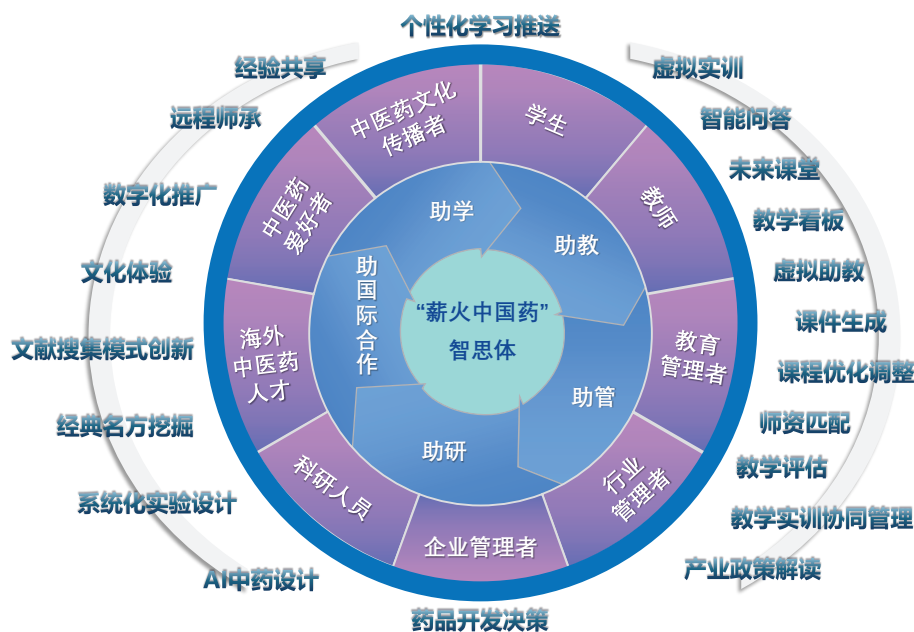 个性化学习推送
经验共享
虚拟实训
远程师承
智能问答
数字化推广
未来课堂
文化体验
教学看板
文献搜集模式创新
虚拟助教
经典名方挖掘
课件生成
系统化实验设计
课程优化调整
AI中药设计
师资匹配
教学评估
教学实训协同管理
产业政策解读
药品开发决策
中医药文化
传播者
学生
教师
教育
管理者
行业
管理者
企业管理者
科研人员
海外
中医药
人才
中医药
爱好者
助学
助教
助管
助研
助国际合作
“薪火中国药”
智思体